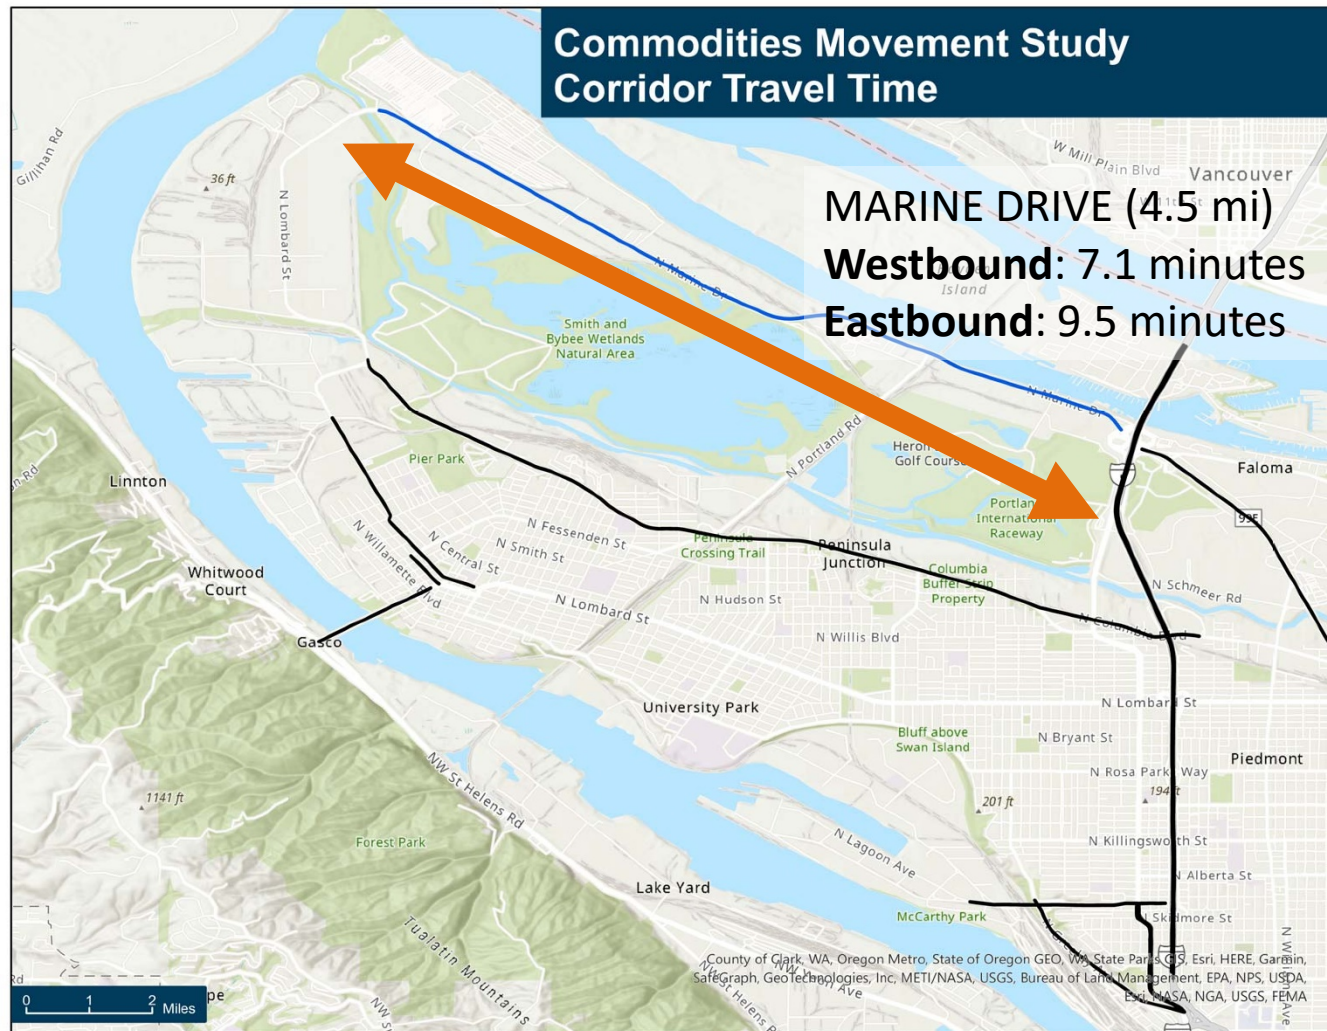 Commodities Movement Study
Corridor Travel Time
MARINE DRIVE (4.5 mi)
Westbound: 7.1 minutes
Eastbound: 9.5 minutes
W Mill Plain Blvd
Vancouver
W 11th St
Island
Gillihan Rd
36 ft
N Lombard St
N Marine Dr
Smith and
Bybee Wetlands
Natural Area
N Marine Dr
N Portland Rd
Golf Course
Faloma
99E
Pier Park
Linnton
Portland
International
Raceway
N Fessenden St
N Smith St
N Central St
Peninsula
Crossing Trail
Peninsula
Junction
Columbia
Buffer Strip
Property
N Schmeer Rd
Whitwood
Court
N Willamette Blvd
N Lombard St
N Hudson St
N Willis Blvd
N Columbia Blvd
Gasco
University Park
N Lombard St
Bluff above
Swan Island
N Bryant St
Piedmont
N Rosa Parks Way
NW St Helens Rd
1141 ft
201 ft
194 ft
Forest Park
N Killingsworth St
N Lagoon Ave
N Alberta St
Lake Yard
McCarthy Park
N Skidmore St
Tualatin Mountains
County of Clark, WA, Oregon Metro, State of Oregon GEO, WA State Parks GIS, Esri, HERE, Garmin,
SafeGraph, GeoTechnologies, Inc, METI/NASA, USGS, Bureau of Land Management, EPA, NPS, USDA,
Esri, NASA, NGA, USGS, FEMA
0 1 2 Miles